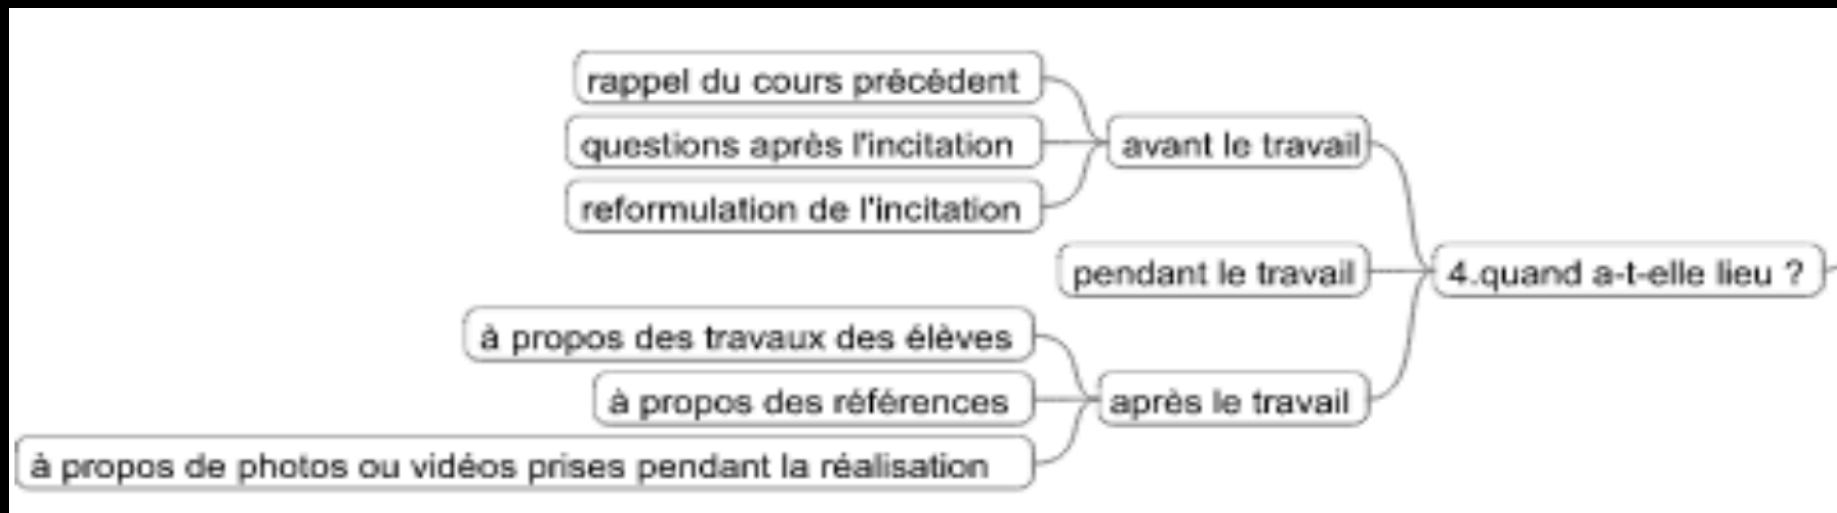 rappel du cours précédent
questions après l'incitation
reformulation de l'incitation
avant le travail
pendant le travail
4.quand a-t-elle lieu ?
à propos des travaux des élèves
à propos des références
à propos de photos ou vidéos prises pendant la réalisation
après le travail